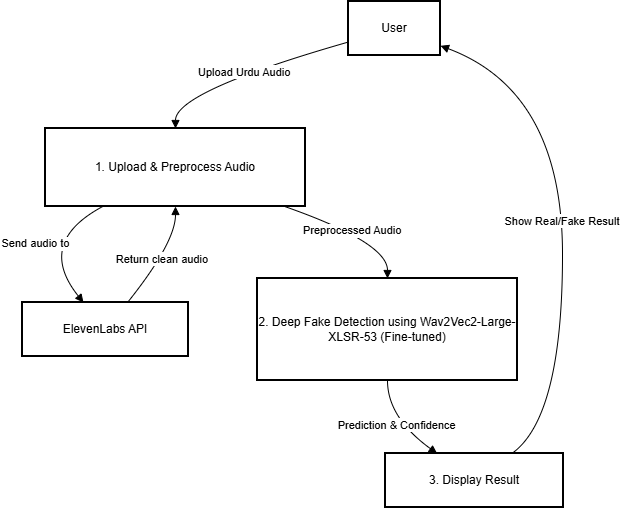 User
Upload Urdu Audio
1. Upload & Preprocess Audio
Send audio to
Return clean audio
Preprocessed Audio
Show Real/Fake Result
ElevenLabs API
2. Deep Fake Detection using Wav2Vec2-Large-
XLSR-53 (Fine-tuned)
Prediction & Confidence
3. Display Result